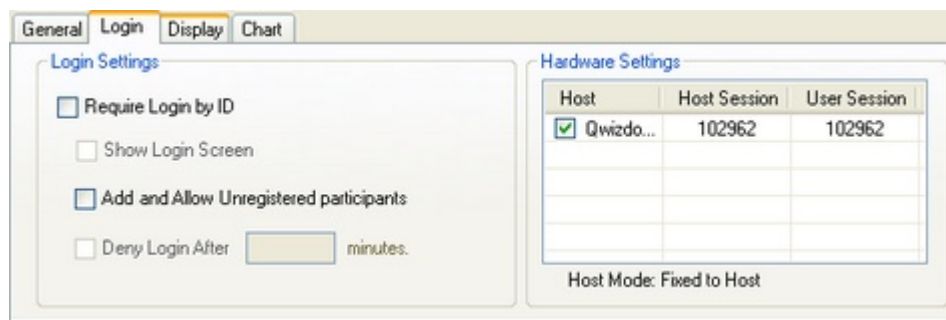 General Login Display Chart
Login Settings
Require Login by ID
Show Login Screen
Add and Allow Unregistered participants
Deny Login After minutes.
Hardware Settings
Host Host Session User Session
Qwizdo... 102962 102962
Host Mode: Fixed to Host